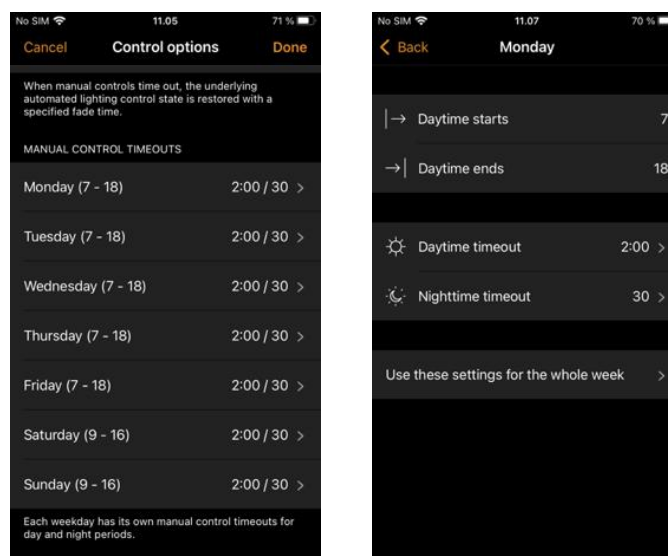 No SIM 11.05 71 %
Cancel Control options Done
When manual controls time out, the underlying
automated lighting control state is restored with a
specified fade time.
MANUAL CONTROL TIMEOUTS
Monday (7 - 18) 2:00 / 30 >
Tuesday (7 - 18) 2:00 / 30 >
Wednesday (7 - 18) 2:00 / 30 >
Thursday (7 - 18) 2:00 / 30 >
Friday (7 - 18) 2:00 / 30 >
Saturday (9 - 16) 2:00 / 30 >
Sunday (9 - 16) 2:00 / 30 >
Each weekday has its own manual control timeouts for
day and night periods.
No SIM 11.07 70 %
< Back Monday
Daytime starts 7
Daytime ends 18
Daytime timeout 2:00 >
Nighttime timeout 30 >
Use these settings for the whole week >